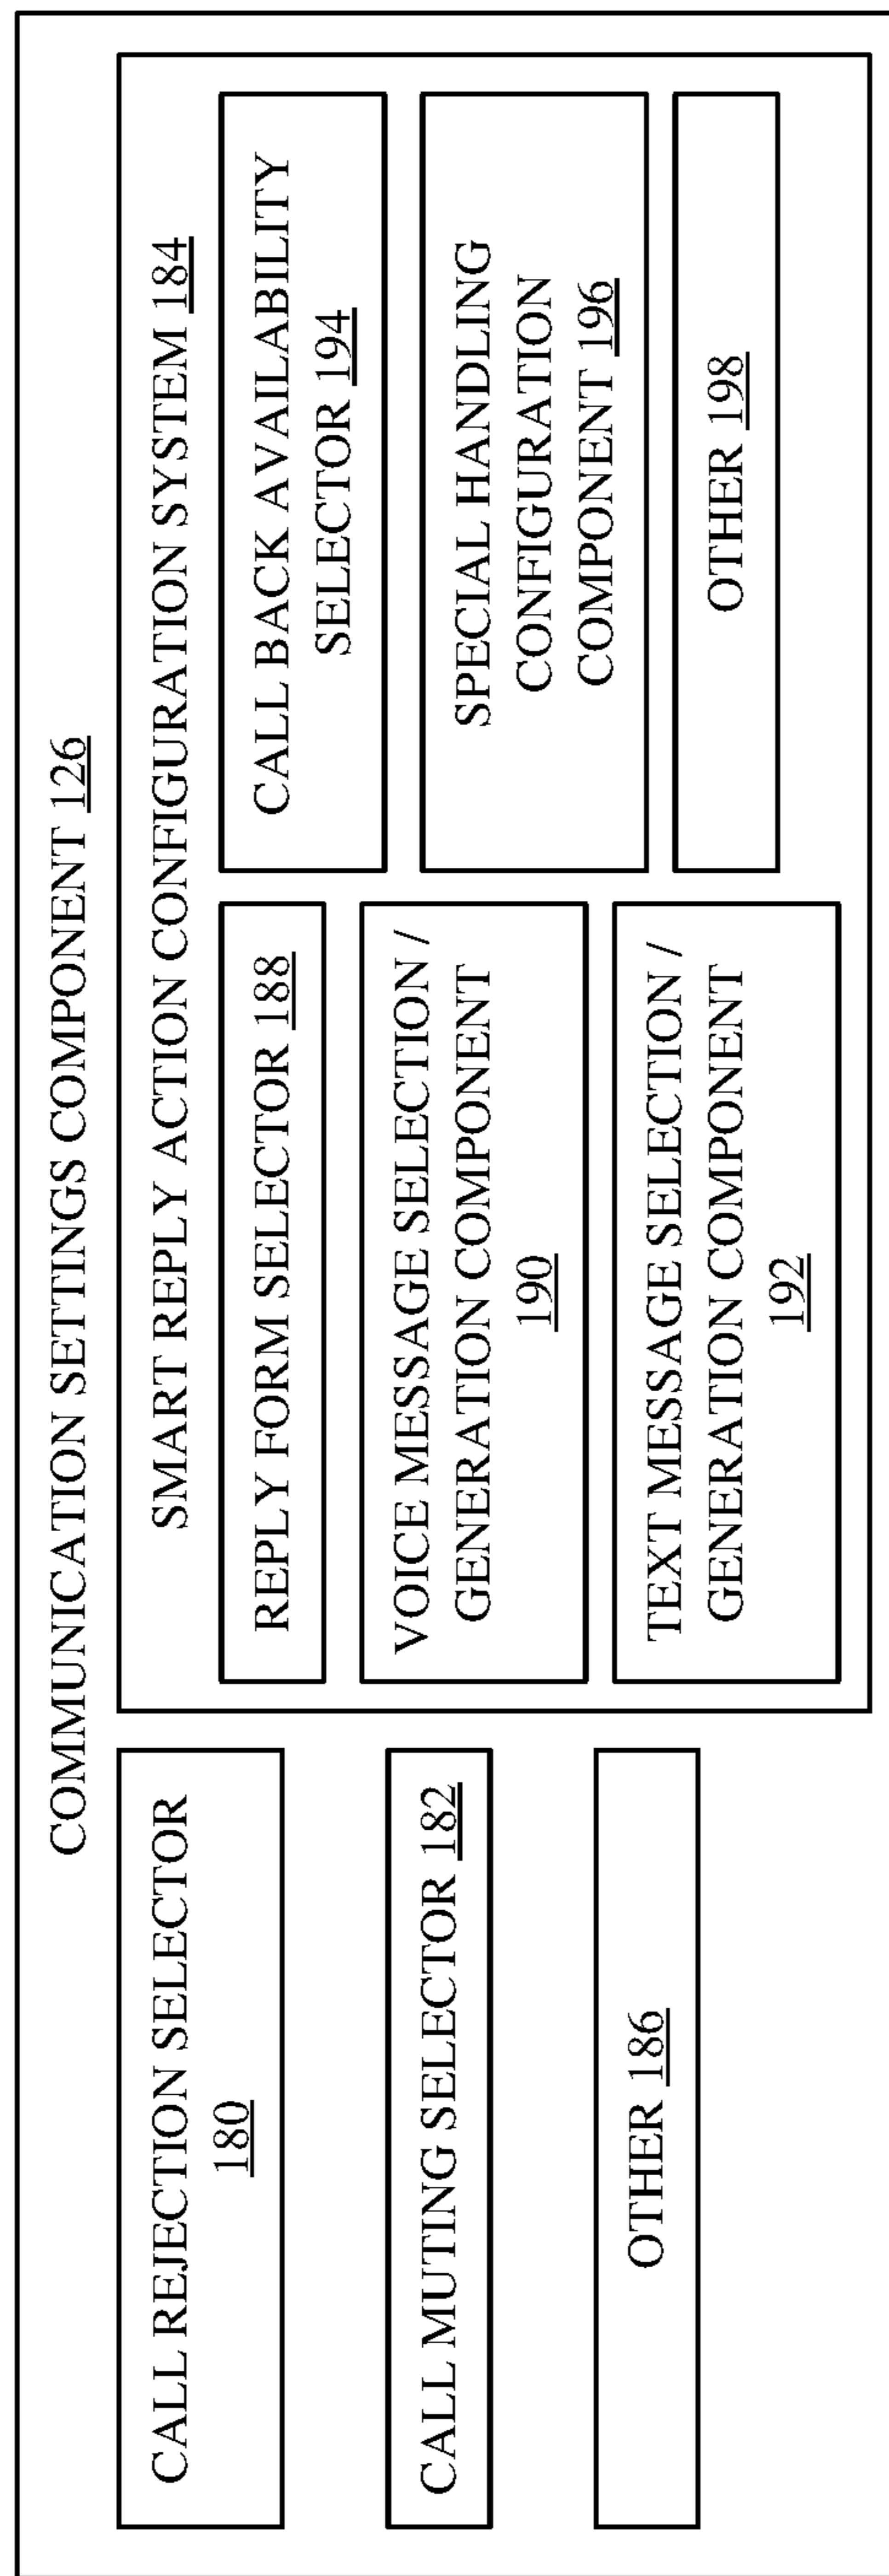 COMMUNICATION SETTINGS COMPONENT 126
CALL REJECTION SELECTOR
180
CALL MUTING SELECTOR 182
OTHER 186
SMART REPLY ACTION CONFIGURATION SYSTEM 184
REPLY FORM SELECTOR 188
VOICE MESSAGE SELECTION /
GENERATION COMPONENT
190
TEXT MESSAGE SELECTION /
GENERATION COMPONENT
192
CALL BACK AVAILABILITY
SELECTOR 194
SPECIAL HANDLING
CONFIGURATION
COMPONENT 196
OTHER 198